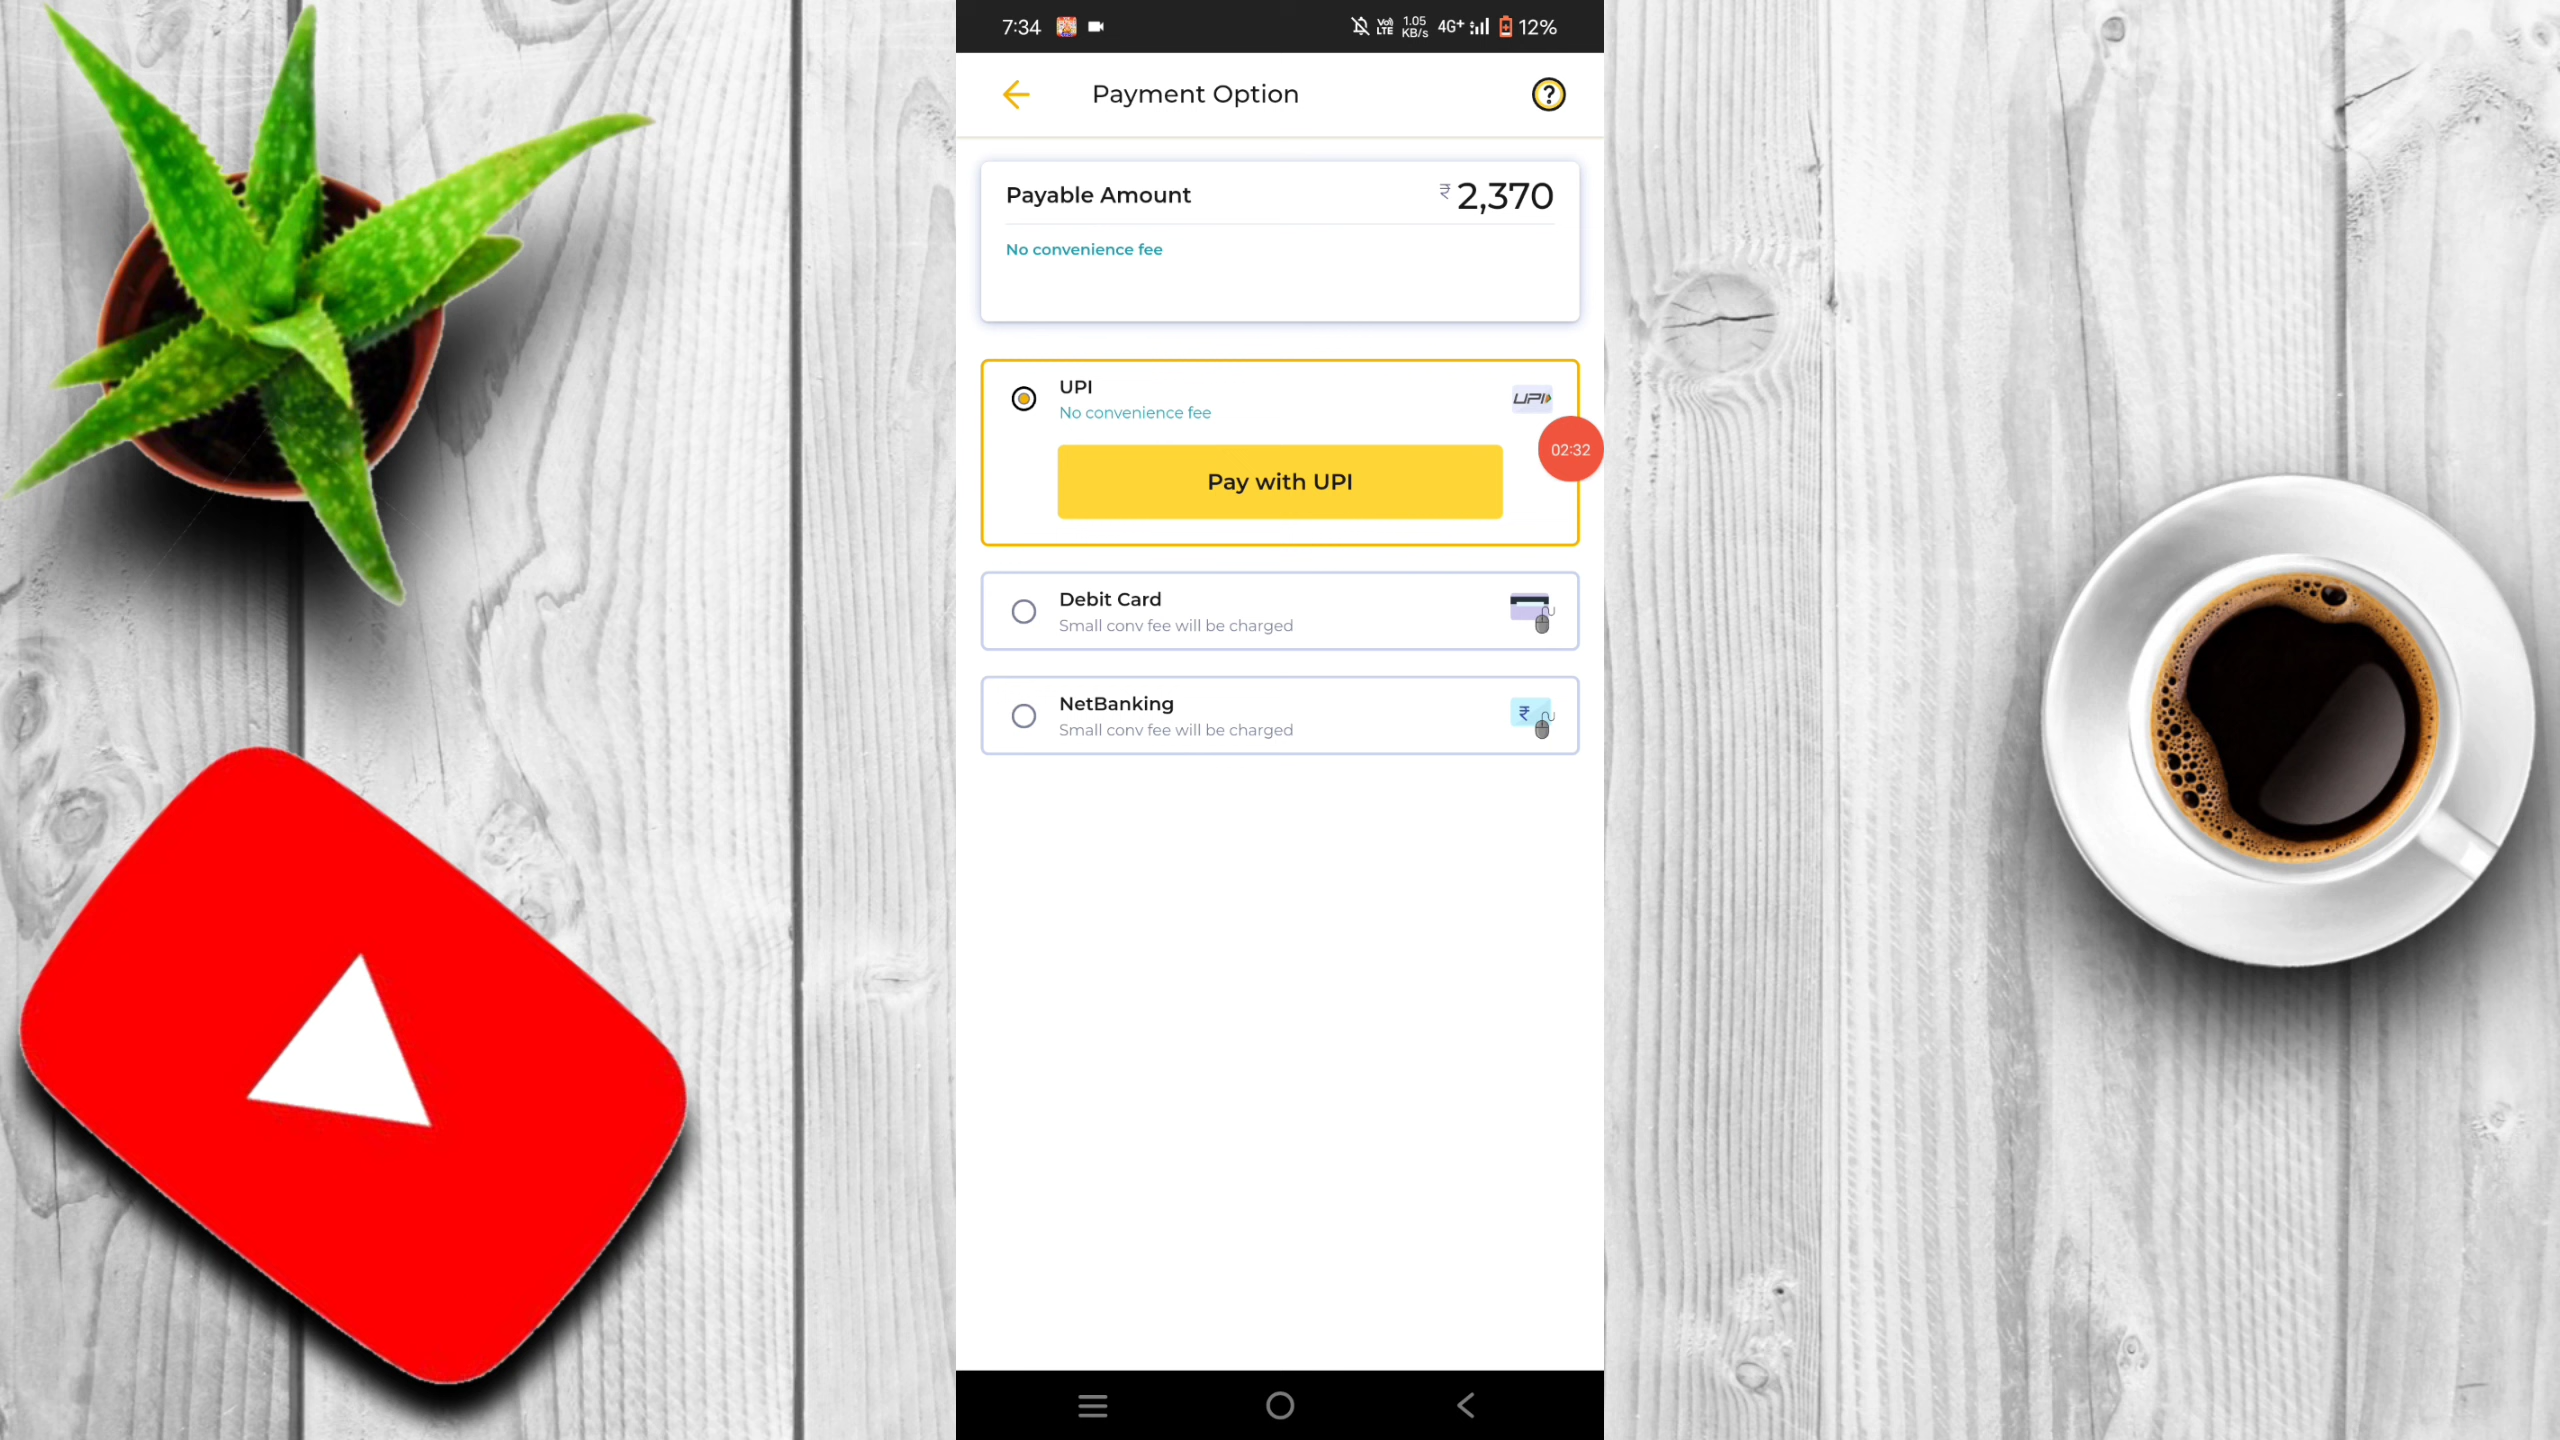 7:34
Vo)
LTE
1.05
KB/s
4G+
12%
Payment Option
?
Payable Amount
₹ 2,370
No convenience fee
UPI
No convenience fee
UPI
02:32
Pay with UPI
Debit Card
Small conv fee will be charged
NetBanking
Small conv fee will be charged
₹